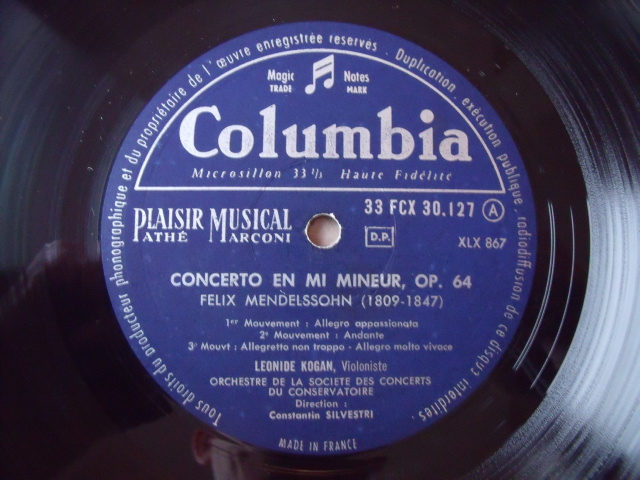 Tous droits du producteur phonographique et du propriétaire de l'œuvre enregistrée réservés. Duplication, exécution publique, radiodiffusion de ce disque interdites.
Magic Notes
TRADE MARK
Columbia
Microsillon 33 1/3 Haute Fidélité
PLAISIR MUSICAL
PATHÉ MARCONI
33 FCX 30.127 A
D.P.
XLX 867
CONCERTO EN MI MINEUR, OP. 64
FELIX MENDELSSOHN (1809-1847)
1er Mouvement : Allegro appassionata
2e Mouvement : Andante
3e Mouvt : Allegretto non troppo - Allegro molto vivace
LEONIDE KOGAN, Violoniste
ORCHESTRE DE LA SOCIETE DES CONCERTS
DU CONSERVATOIRE
Direction :
Constantin SILVESTRI
MADE IN FRANCE